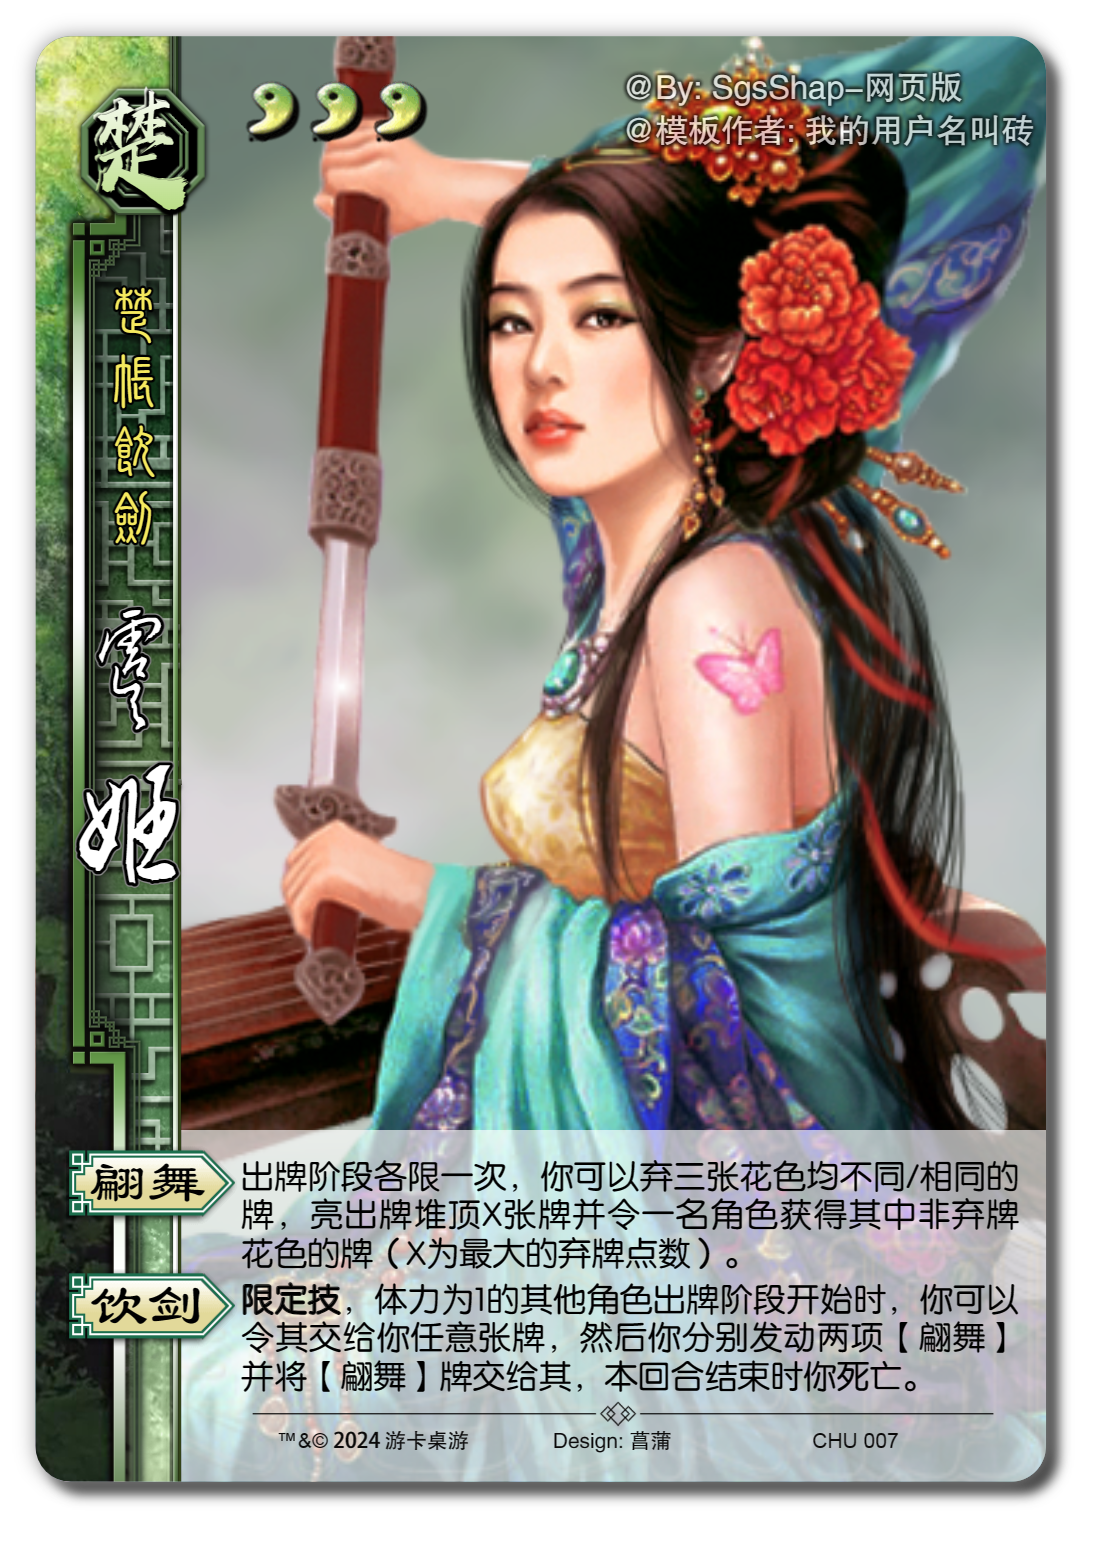 @By: SgsShap-网页版
@模板作者: 我的用户名叫砖
楚
楚帳飲劍
虞姬
翩舞
出牌阶段各限一次，你可以弃三张花色均不同/相同的
牌，亮出牌堆顶X张牌并令一名角色获得其中非弃牌
花色的牌（X为最大的弃牌点数）。
饮剑
限定技，体力为1的其他角色出牌阶段开始时，你可以
令其交给你任意张牌，然后你分别发动两项【翩舞】
并将【翩舞】牌交给其，本回合结束时你死亡。
™&© 2024 游卡桌游 Design: 菖蒲 CHU 007